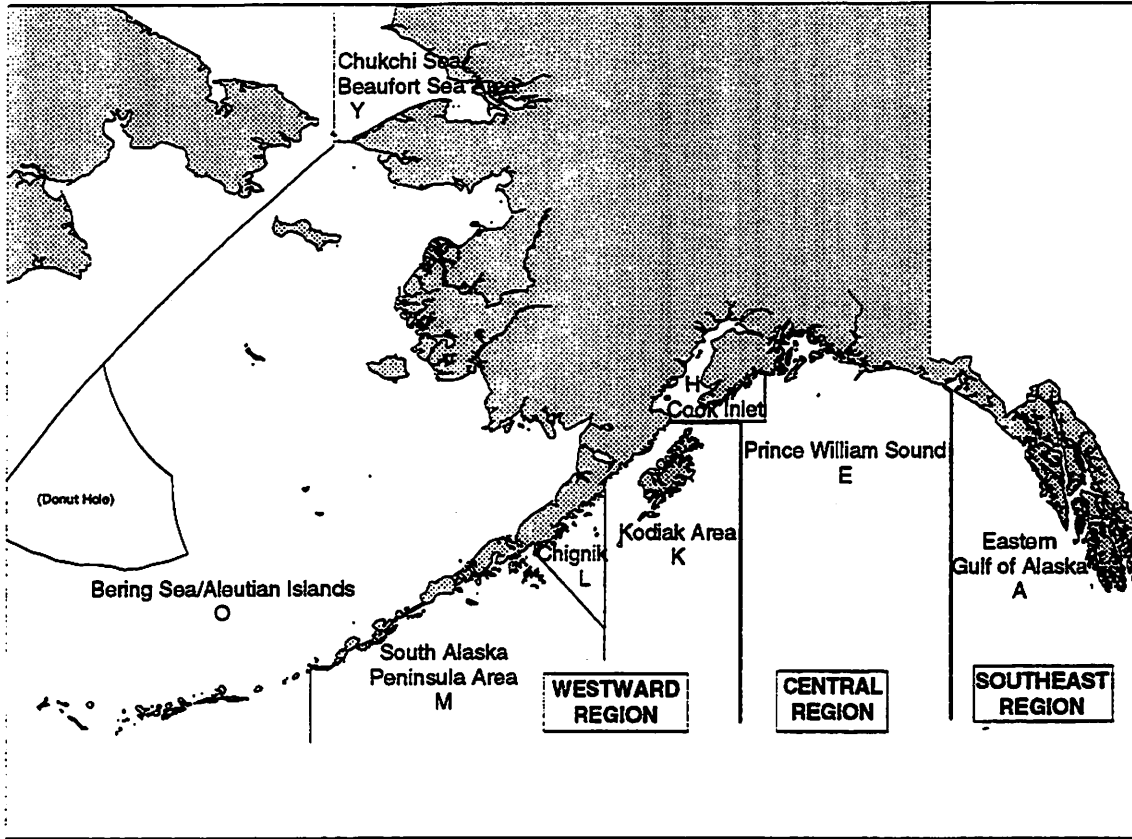 Chukchi Sea/
Beaufort Sea Area
Y
H
Cook Inlet
Prince William Sound
E
(Donut Hole)
Kodiak Area
K
Chignik
L
Eastern
Gulf of Alaska
A
Bering Sea/Aleutian Islands
O
South Alaska
Peninsula Area
M
WESTWARD
REGION
CENTRAL
REGION
SOUTHEAST
REGION